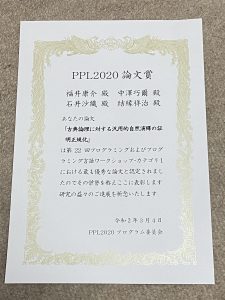 PPL2020 論文賞
福井康介 殿　中澤巧爾 殿
石井沙織 殿　結縁祥治 殿
あなたの論文
「古典論理に対する汎用的自然演繹の証
明正規化」
は第 22 回プログラミングおよびプログラ
ミング言語ワークショップ・カテゴリ1
における最も優秀な論文と認定されまし
たのでその栄誉を称えここに表彰します
研究の益々のご進展を祈念いたします
令和２年３月４日
PPL2020 プログラム委員会